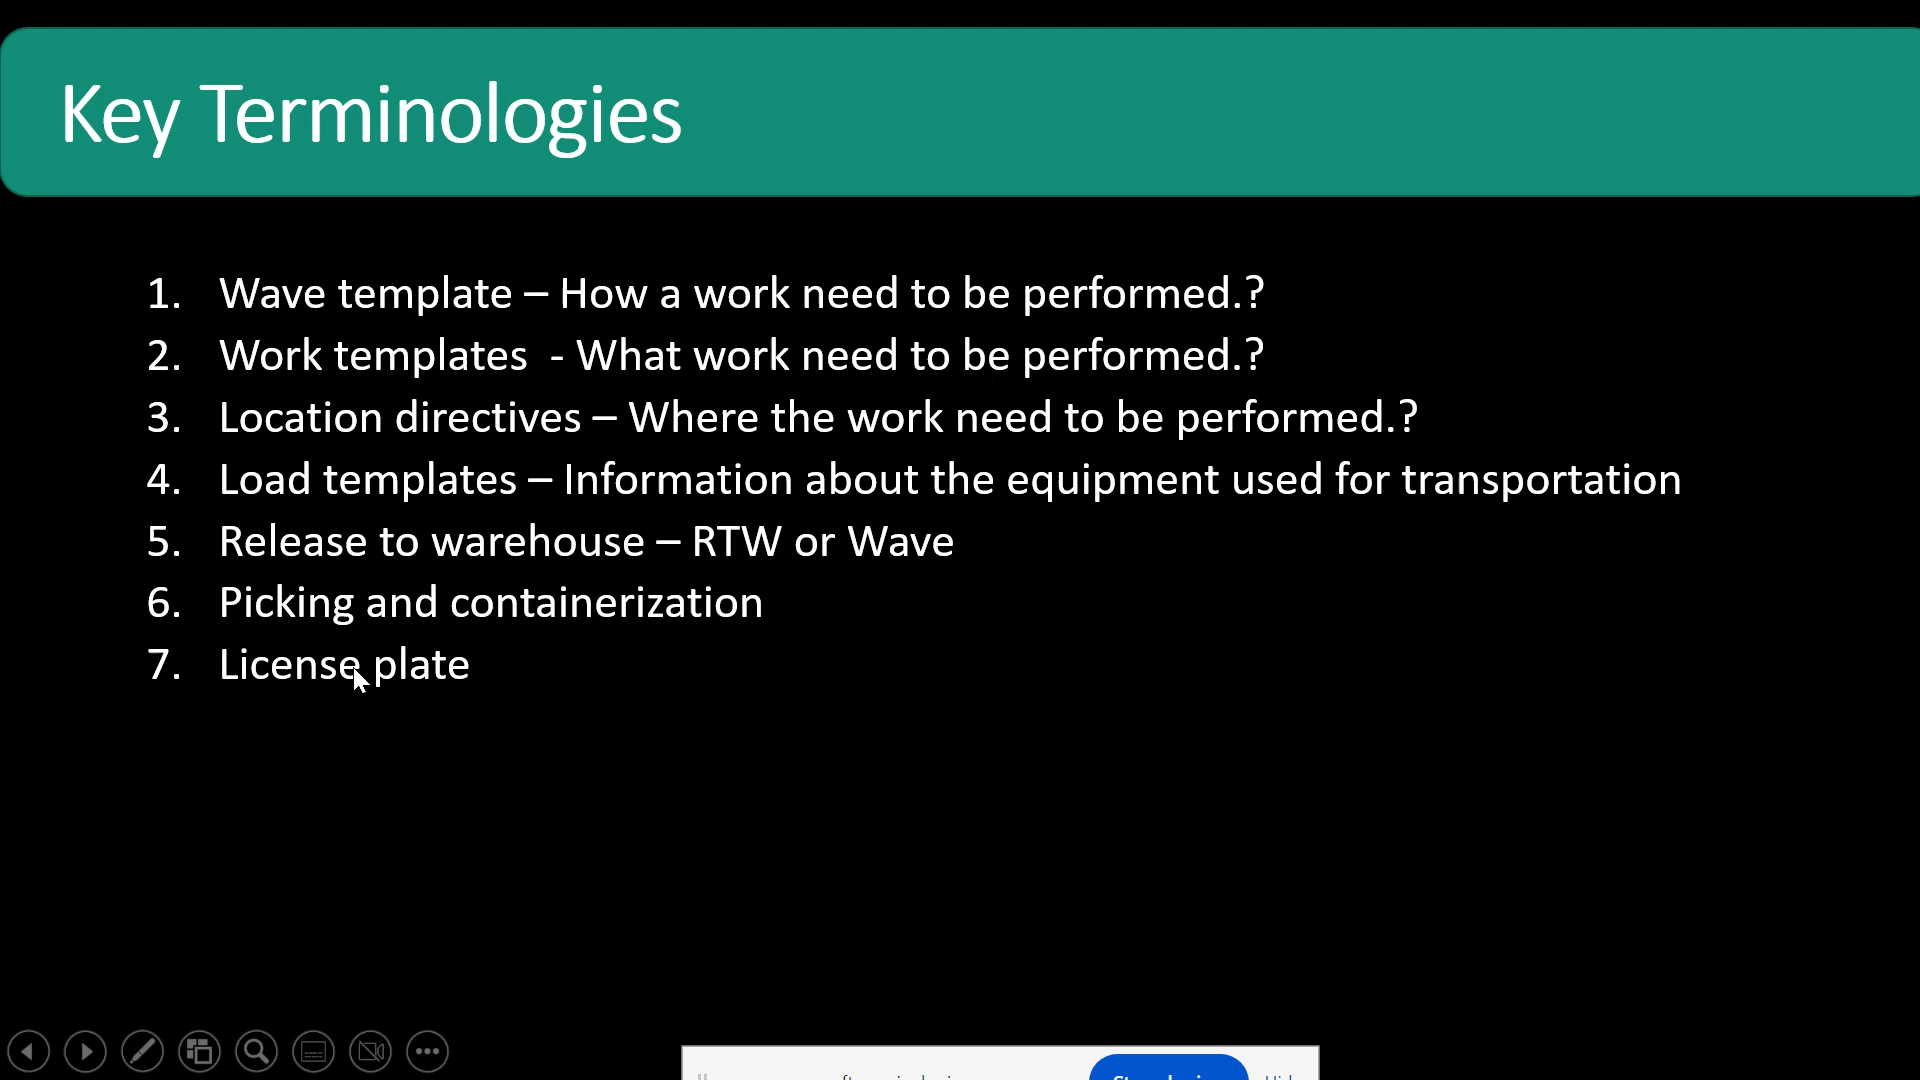 Key Terminologies
1. Wave template – How a work need to be performed.?
2. Work templates - What work need to be performed.?
3. Location directives – Where the work need to be performed.?
4. Load templates – Information about the equipment used for transportation
5. Release to warehouse – RTW or Wave
6. Picking and containerization
7. License plate